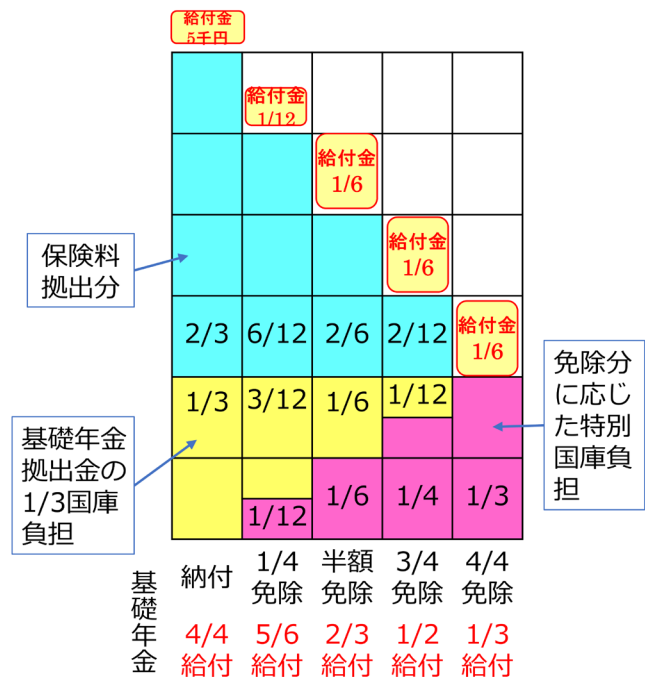 給付金
5千円
給付金
1/12
給付金
1/6
給付金
1/6
給付金
1/6
保険料
拠出分
2/3 6/12 2/6 2/12
1/3 3/12 1/6 1/12
1/12 1/6 1/4 1/3
基礎年金
拠出金の
1/3国庫
負担
免除分
に応じ
た特別
国庫負
担
基礎年金
納付
1/4
免除
半額
免除
3/4
免除
4/4
免除
4/4
給付
5/6
給付
2/3
給付
1/2
給付
1/3
給付